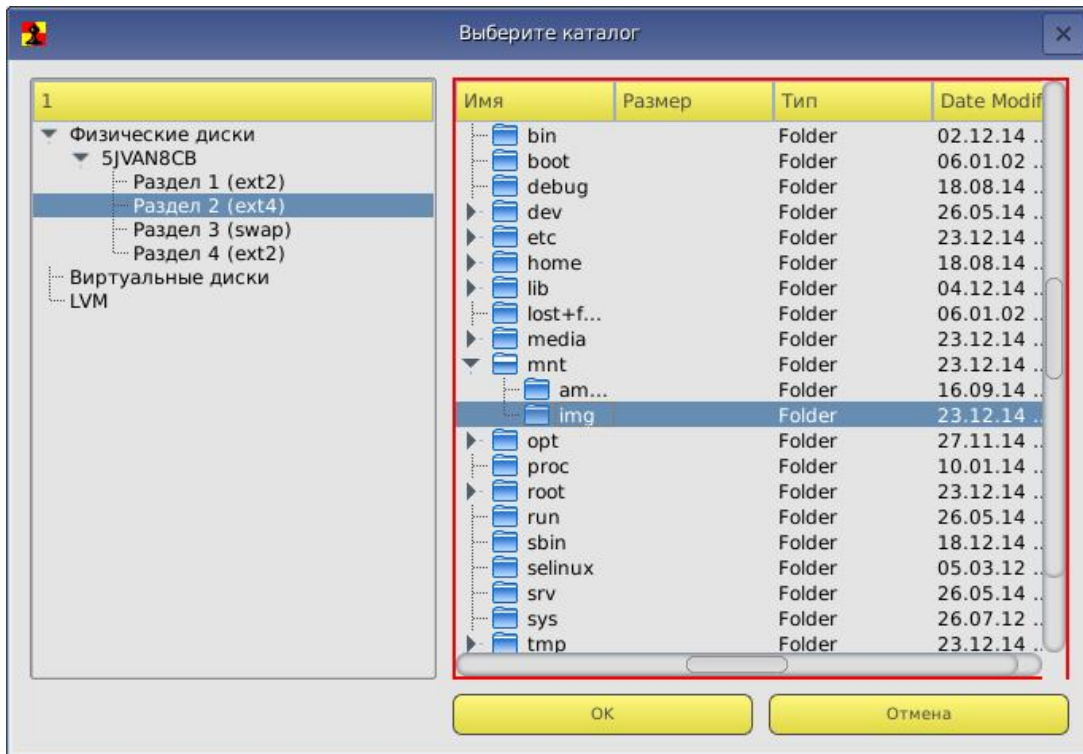 Выберите каталог
1
Физические диски
5JVAN8CB
Раздел 1 (ext2)
Раздел 2 (ext4)
Раздел 3 (swap)
Раздел 4 (ext2)
Виртуальные диски
LVM
Имя Размер Тип Date Modif
bin Folder 02.12.14 ..
boot Folder 06.01.02 ..
debug Folder 18.08.14 ..
dev Folder 26.05.14 ..
etc Folder 23.12.14 ..
home Folder 18.08.14 ..
lib Folder 04.12.14 ..
lost+f... Folder 06.01.02 ..
media Folder 23.12.14 ..
mnt Folder 23.12.14 ..
am... Folder 16.09.14 ..
img Folder 23.12.14 ..
opt Folder 27.11.14 ..
proc Folder 10.01.14 ..
root Folder 23.12.14 ..
run Folder 26.05.14 ..
sbin Folder 18.12.14 ..
selinux Folder 05.03.12 ..
srv Folder 26.05.14 ..
sys Folder 26.07.12 ..
tmp Folder 23.12.14 ..
OK Отмена